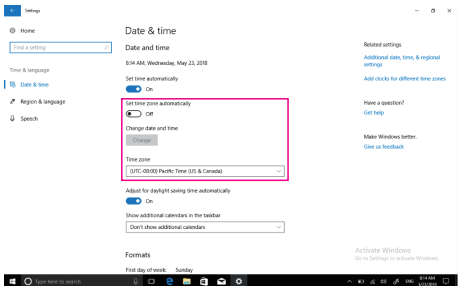 Settings
Home
Find a setting
Time & language
Date & time
Region & language
Speech
Date & time
Date and time
8:14 AM, Wednesday, May 23, 2018
Set time automatically
On
Set time zone automatically
Off
Change date and time
Change
Time zone
(UTC-08:00) Pacific Time (US & Canada)
Adjust for daylight saving time automatically
On
Show additional calendars in the taskbar
Don't show additional calendars
Formats
First day of week: Sunday
Related settings
Additional date, time, & regional
settings
Add clocks for different time zones
Have a question?
Get help
Make Windows better.
Give us feedback
Activate Windows
Go to Settings to activate Windows.
Type here to search
ENG
8:14 AM
5/23/2018